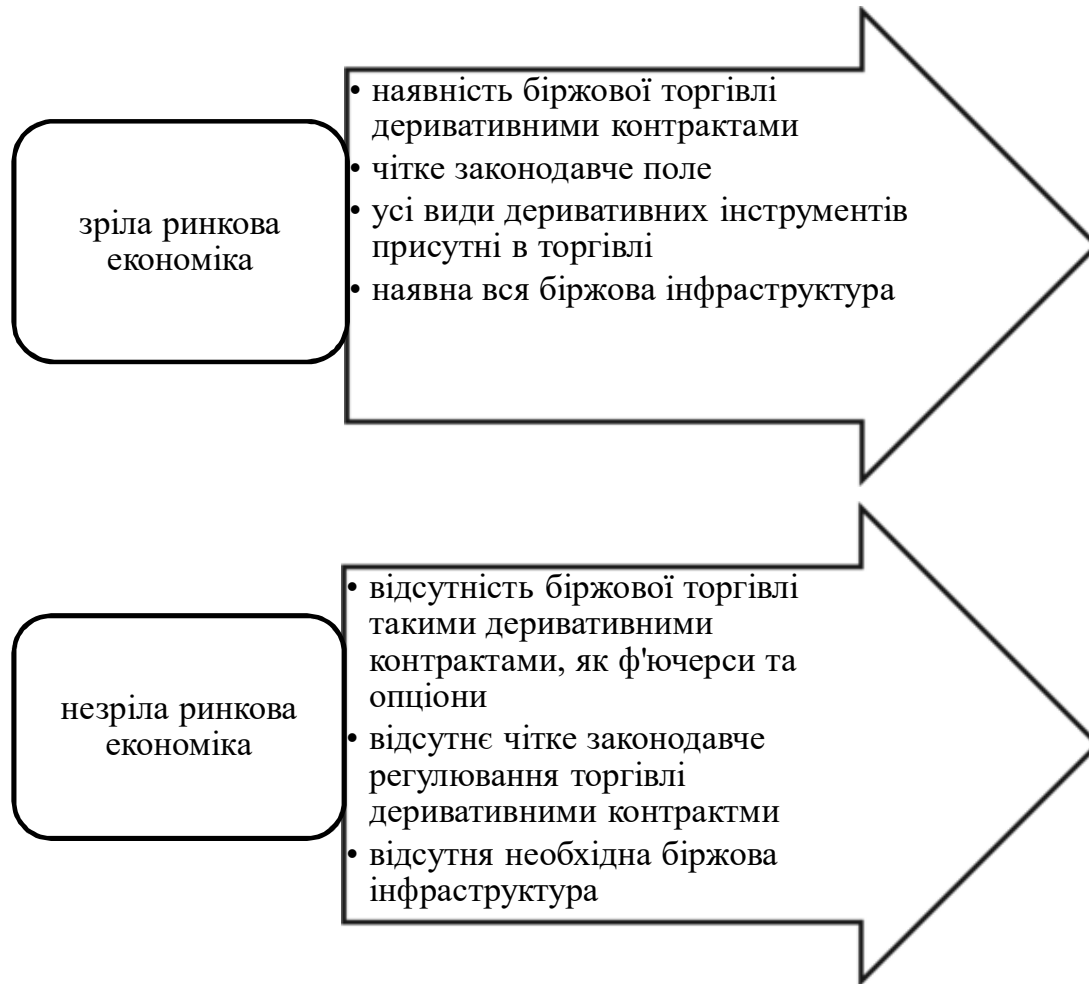 зріла ринкова
економіка
• наявність біржової торгівлі
деривативними контрактами
• чітке законодавче поле
• усі види деривативних інструментів
присутні в торгівлі
• наявна вся біржова інфраструктура
незріла ринкова
економіка
• відсутність біржової торгівлі
такими деривативними
контрактами, як ф'ючерси та
опціони
• відсутнє чітке законодавче
регулювання торгівлі
деривативними контрактми
• відсутня необхідна біржова
інфраструктура